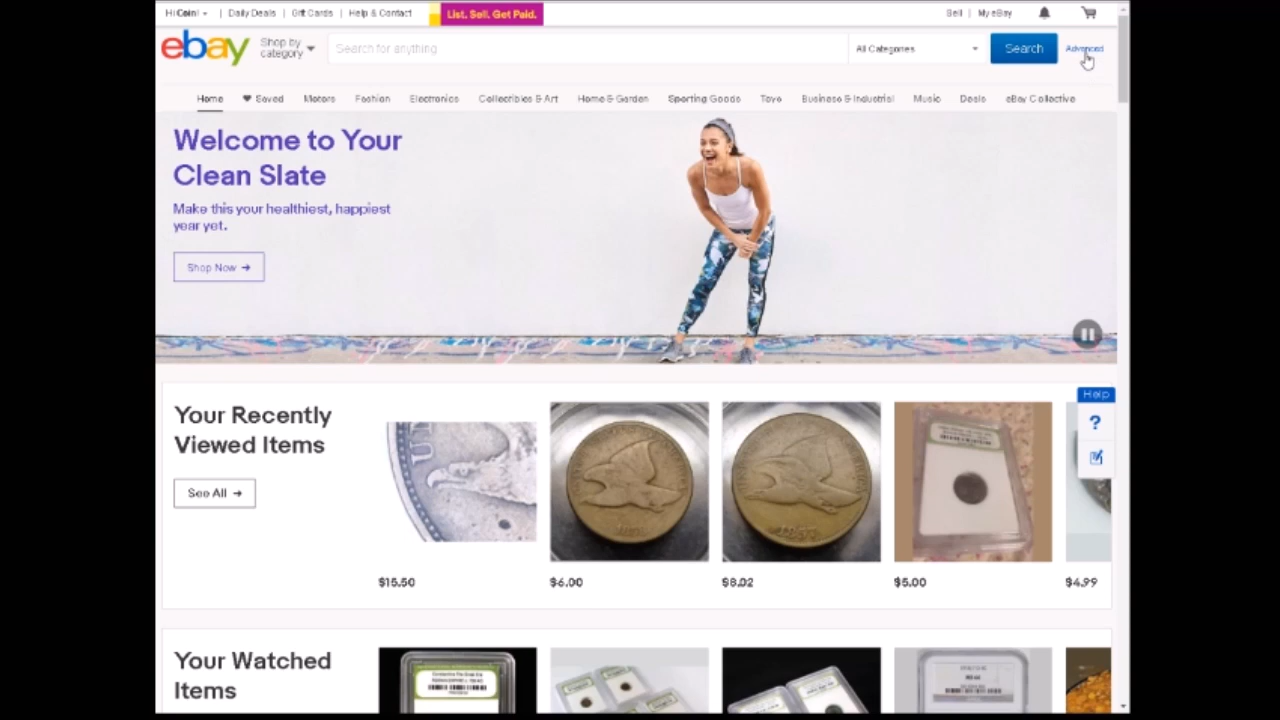 Hi Coin! | Daily Deals | Gift Cards | Help & Contact List. Sell. Get Paid. Sell | My eBay
ebay Shop by category Search for anything All Categories Search Advanced
Home Saved Motors Fashion Electronics Collectibles & Art Home & Garden Sporting Goods Toys Business & Industrial Music Deals eBay Collective
Welcome to Your
Clean Slate
Make this your healthiest, happiest
year yet.
Shop Now →
Help
?
Your Recently
Viewed Items
See All →
$15.50 $6.00 $8.02 $5.00 $4.99
Your Watched
Items